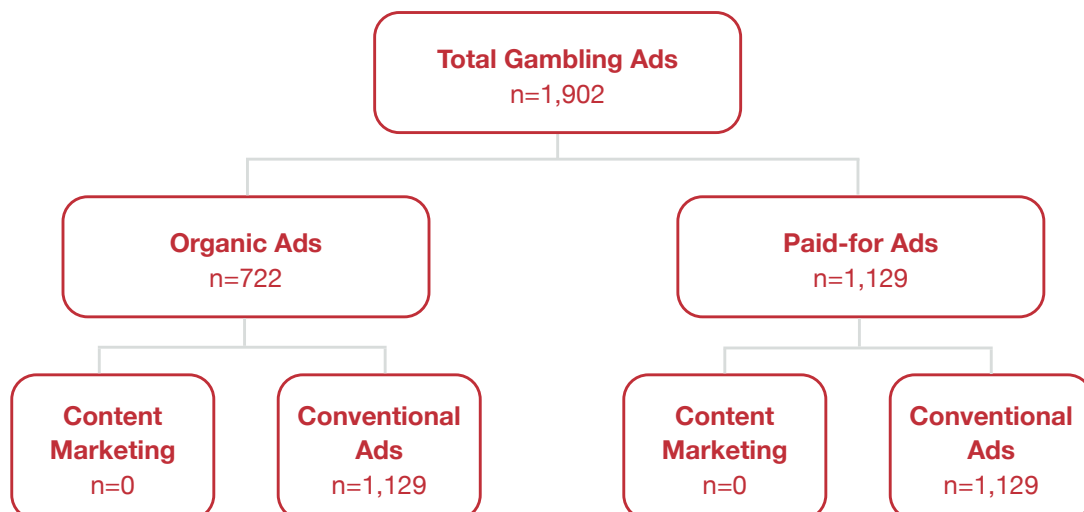 Total Gambling Ads
n=1,902
Organic Ads
n=722
Paid-for Ads
n=1,129
Content
Marketing
n=0
Conventional
Ads
n=1,129
Content
Marketing
n=0
Conventional
Ads
n=1,129